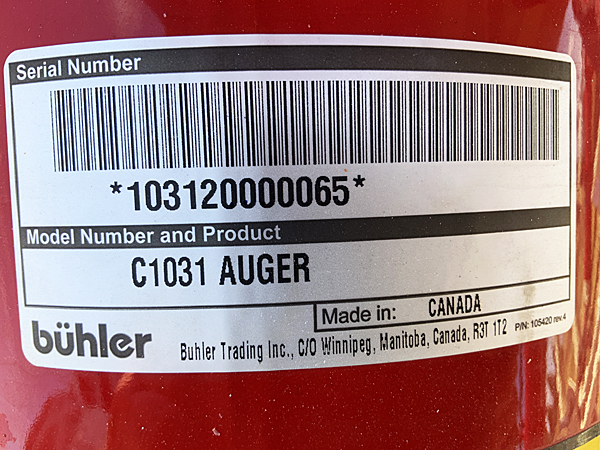 Serial Number
*103120000065*
Model Number and Product
C1031 AUGER
Made in: CANADA
bühler
Buhler Trading Inc., C/O Winnipeg, Manitoba, Canada, R3T 1T2
P/N: 105420 rev. 4